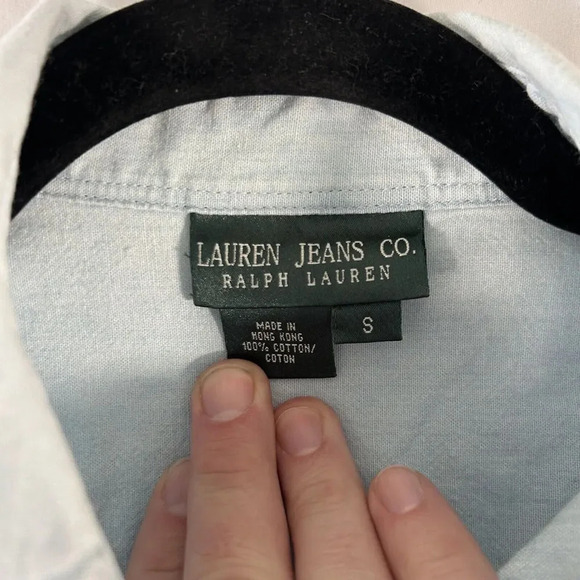 LAUREN JEANS CO.
RALPH LAUREN
S
MADE IN
HONG KONG
100% COTTON/
COTON